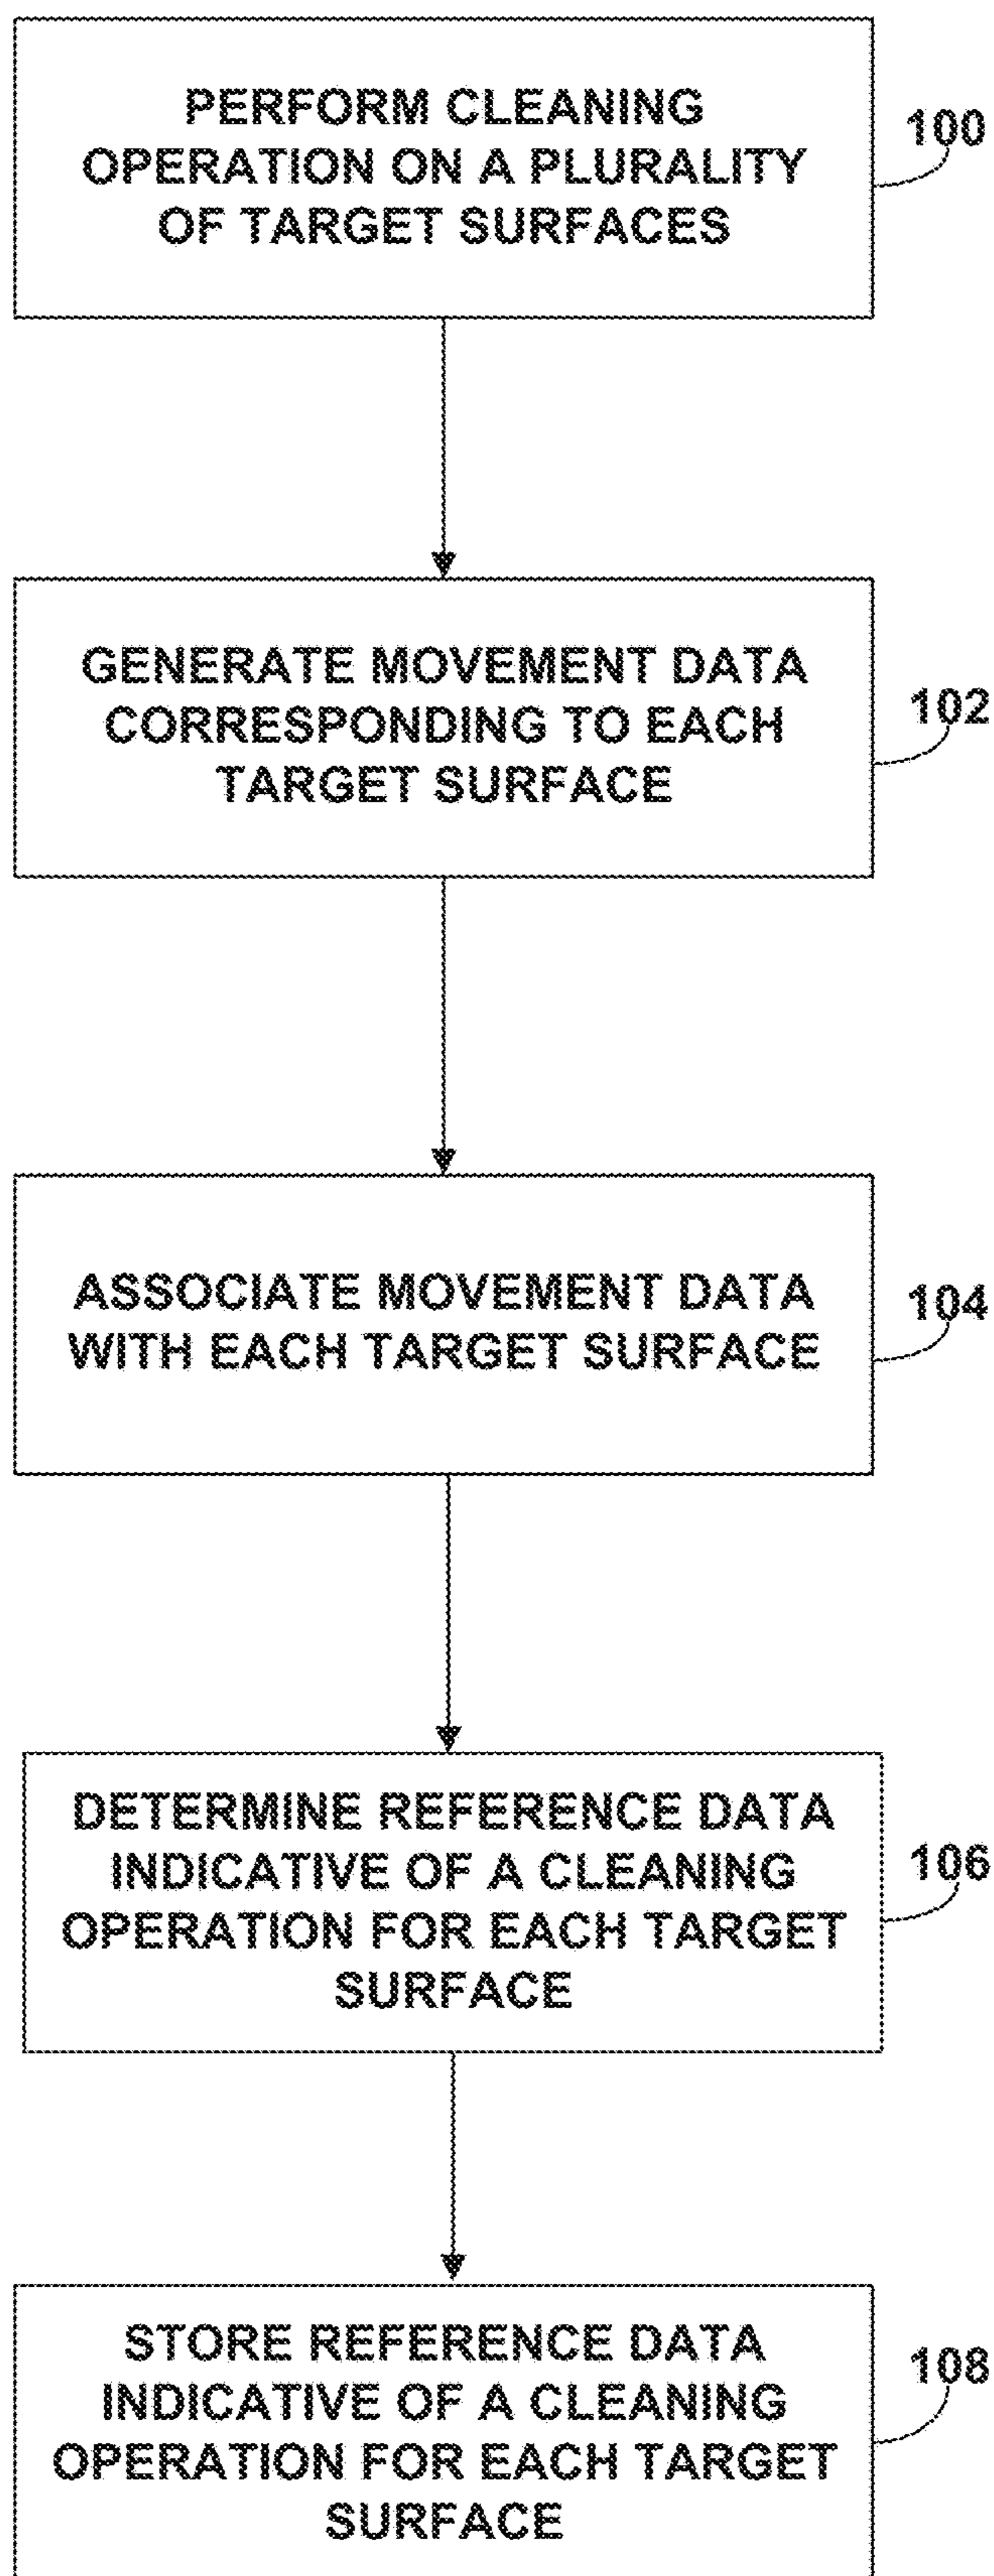 PERFORM CLEANING
OPERATION ON A PLURALITY
OF TARGET SURFACES
100
GENERATE MOVEMENT DATA
CORRESPONDING TO EACH
TARGET SURFACE
102
ASSOCIATE MOVEMENT DATA
WITH EACH TARGET SURFACE
104
DETERMINE REFERENCE DATA
INDICATIVE OF A CLEANING
OPERATION FOR EACH TARGET
SURFACE
106
STORE REFERENCE DATA
INDICATIVE OF A CLEANING
OPERATION FOR EACH TARGET
SURFACE
108